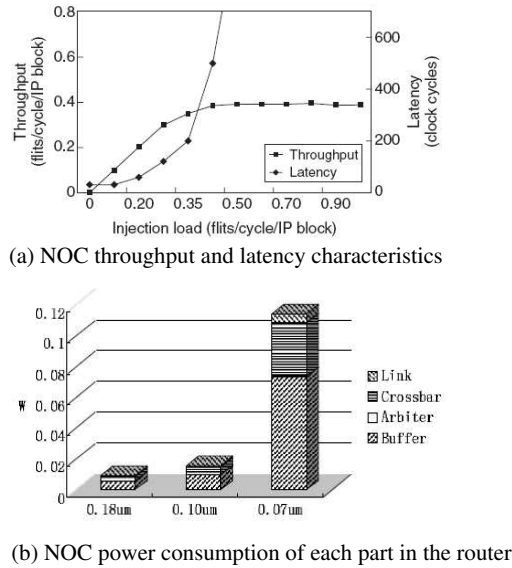 0.8
0.6
0.4
0.2
0
Throughput
(flits/cycle/IP block)
600
400
200
0
Latency
(clock cycles)
Throughput
Latency
0 0.20 0.35 0.50 0.70 0.90
Injection load (flits/cycle/IP block)
(a) NOC throughput and latency characteristics
0.12
0.1
0.08
0.06
0.04
0.02
0
W
0.18um 0.10um 0.07um
Link
Crossbar
Arbiter
Buffer
(b) NOC power consumption of each part in the router